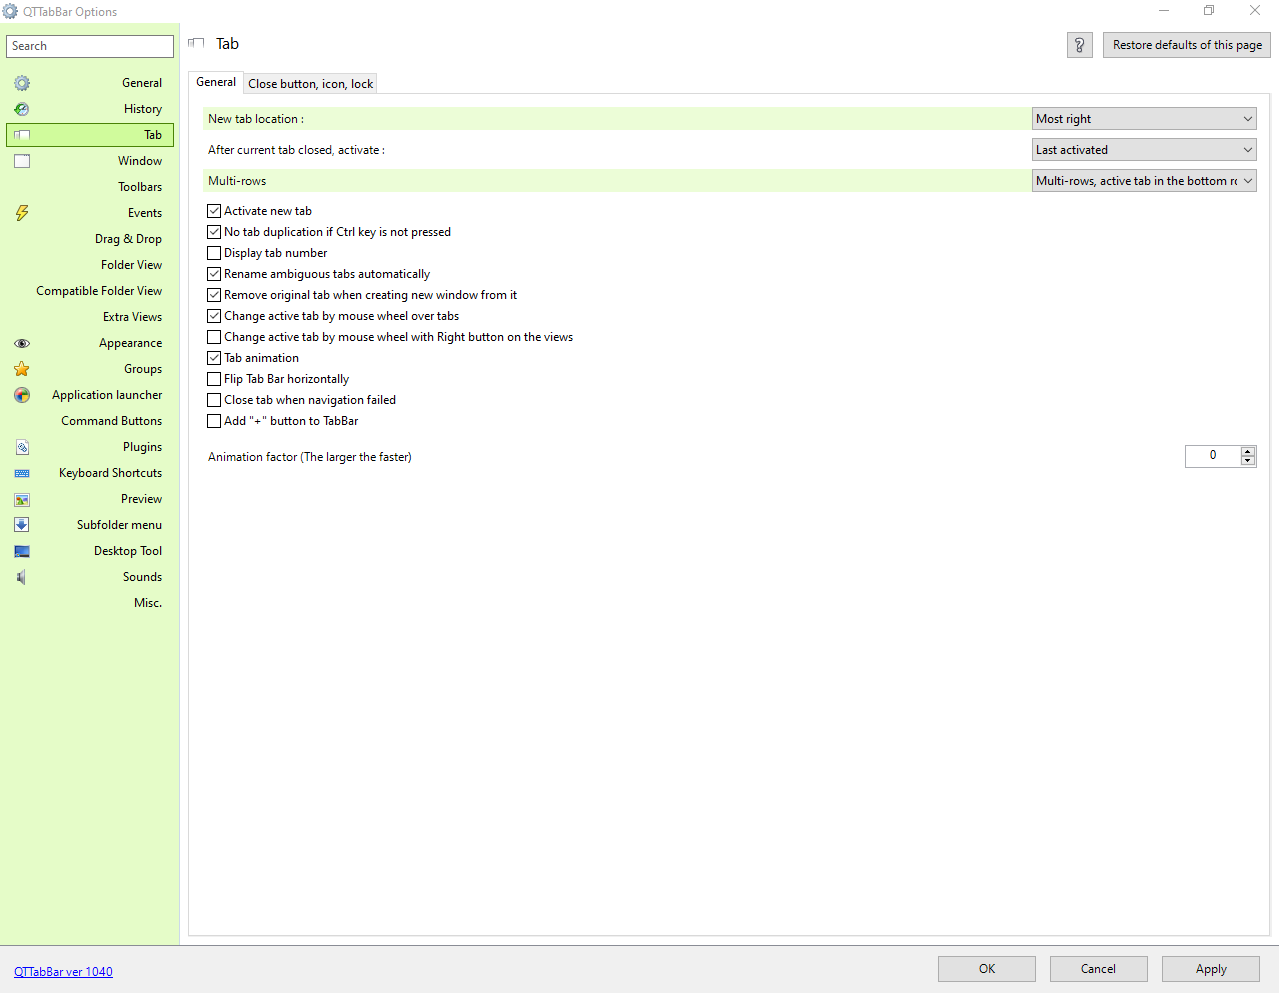 QTTabBar Options
Search
General
History
Tab
Window
Toolbars
Events
Drag & Drop
Folder View
Compatible Folder View
Extra Views
Appearance
Groups
Application launcher
Command Buttons
Plugins
Keyboard Shortcuts
Preview
Subfolder menu
Desktop Tool
Sounds
Misc.
Tab
? Restore defaults of this page
General Close button, icon, lock
New tab location : Most right
After current tab closed, activate : Last activated
Multi-rows Multi-rows, active tab in the bottom r
Activate new tab
No tab duplication if Ctrl key is not pressed
Display tab number
Rename ambiguous tabs automatically
Remove original tab when creating new window from it
Change active tab by mouse wheel over tabs
Change active tab by mouse wheel with Right button on the views
Tab animation
Flip Tab Bar horizontally
Close tab when navigation failed
Add "+" button to TabBar
Animation factor (The larger the faster) 0
QTTabBar ver 1040
OK Cancel Apply